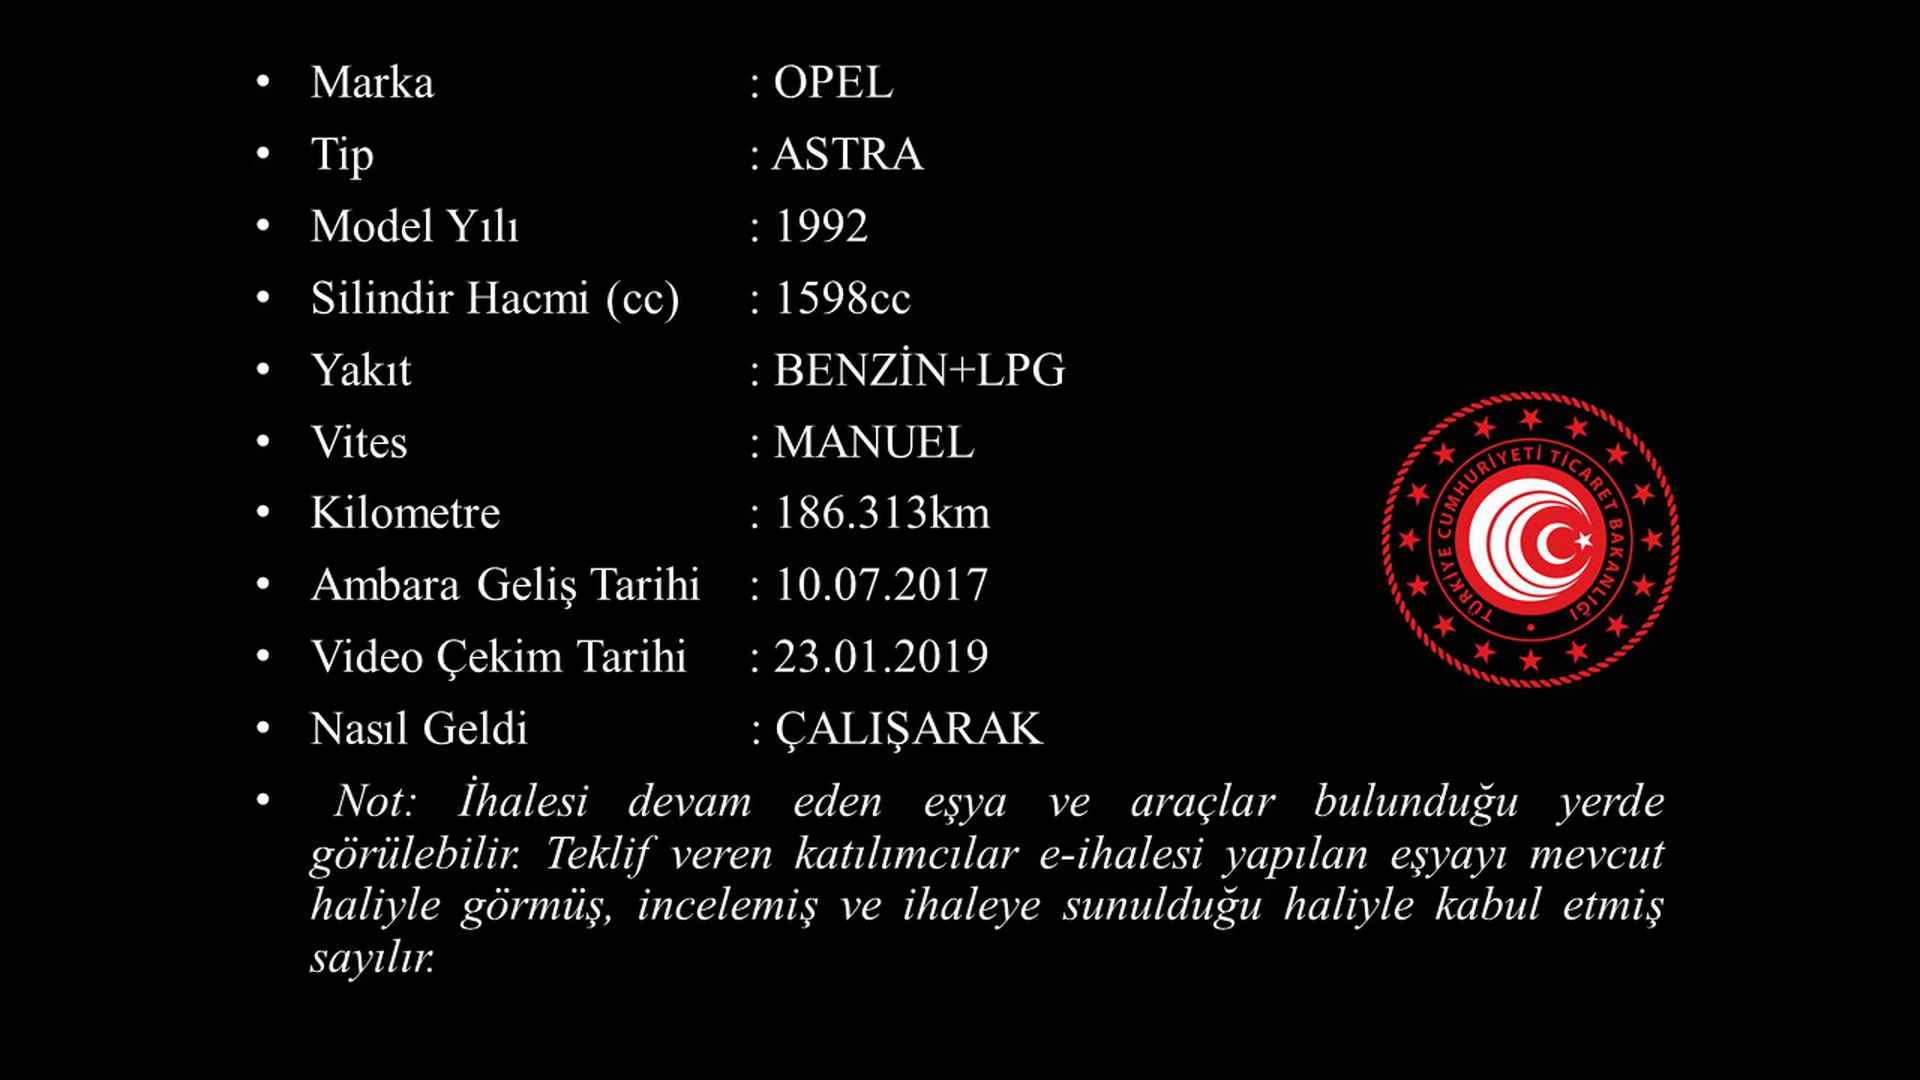 • Marka : OPEL
• Tip : ASTRA
• Model Yılı : 1992
• Silindir Hacmi (cc) : 1598cc
• Yakıt : BENZİN+LPG
• Vites : MANUEL
• Kilometre : 186.313km
• Ambara Geliş Tarihi : 10.07.2017
• Video Çekim Tarihi : 23.01.2019
• Nasıl Geldi : ÇALIŞARAK
• Not: İhalesi devam eden eşya ve araçlar bulunduğu yerde
görülebilir. Teklif veren katılımcılar e-ihalesi yapılan eşyayı mevcut
haliyle görmüş, incelemiş ve ihaleye sunulduğu haliyle kabul etmiş
sayılır.
TÜRKİYE CUMHURİYETİ TİCARET BAKANLIĞI